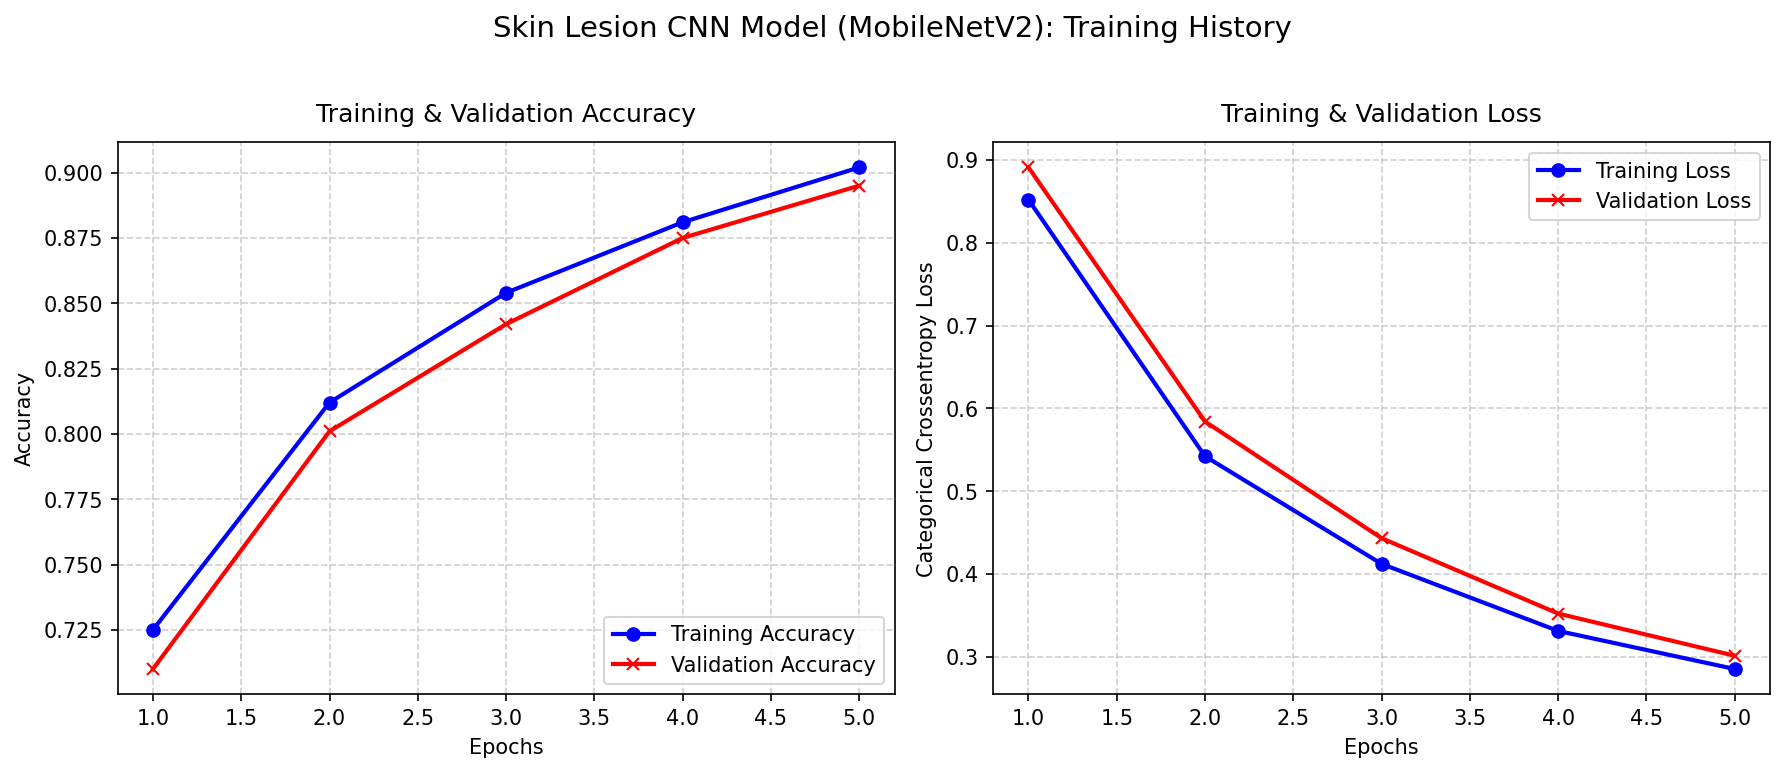 Skin Lesion CNN Model (MobileNetV2): Training History
Training & Validation Accuracy
Accuracy
0.900
0.875
0.850
0.825
0.800
0.775
0.750
0.725
1.0 1.5 2.0 2.5 3.0 3.5 4.0 4.5 5.0
Epochs
Training Accuracy
Validation Accuracy
Training & Validation Loss
Categorical Crossentropy Loss
0.9
0.8
0.7
0.6
0.5
0.4
0.3
1.0 1.5 2.0 2.5 3.0 3.5 4.0 4.5 5.0
Epochs
Training Loss
Validation Loss